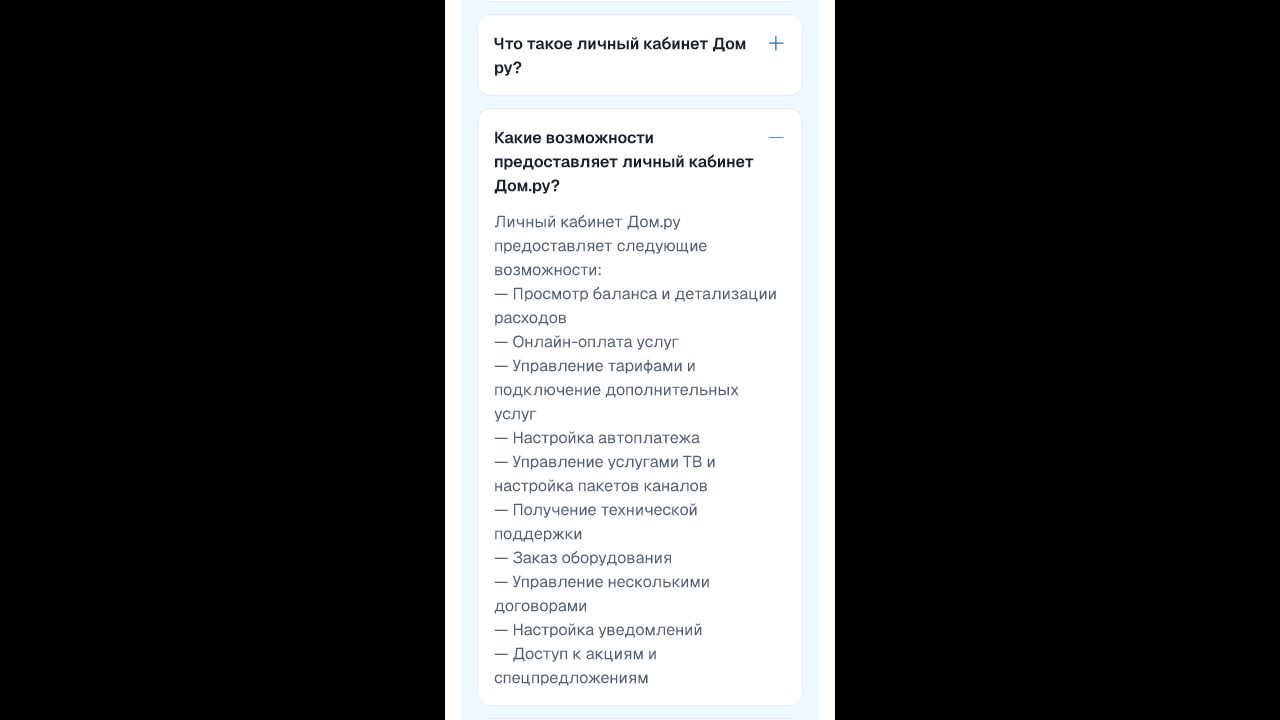 Что такое личный кабинет Дом
ру?
Какие возможности
предоставляет личный кабинет
Дом.ру?
Личный кабинет Дом.ру
предоставляет следующие
возможности:
— Просмотр баланса и детализации
расходов
— Онлайн-оплата услуг
— Управление тарифами и
подключение дополнительных
услуг
— Настройка автоплатежа
— Управление услугами ТВ и
настройка пакетов каналов
— Получение технической
поддержки
— Заказ оборудования
— Управление несколькими
договорами
— Настройка уведомлений
— Доступ к акциям и
спецпредложениям